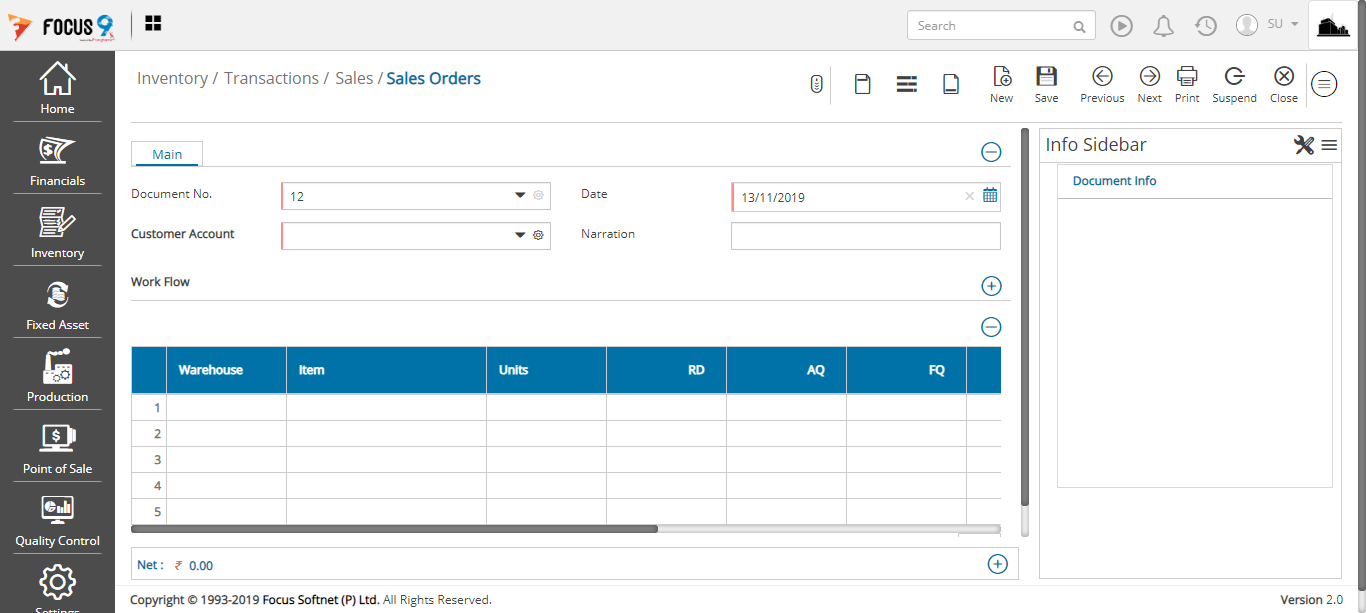 FOCUS 9
Search
SU
Home
Financials
Inventory
Fixed Asset
Production
Point of Sale
Quality Control
Settings
Inventory / Transactions / Sales / Sales Orders
New
Save
Previous
Next
Print
Suspend
Close
Main
Document No.
12
Date
13/11/2019
Customer Account
Narration
Work Flow
Warehouse Item Units RD AQ FQ
1
2
3
4
5
Net : ₹ 0.00
Info Sidebar
Document Info
Copyright © 1993-2019 Focus Softnet (P) Ltd. All Rights Reserved.
Version 2.0